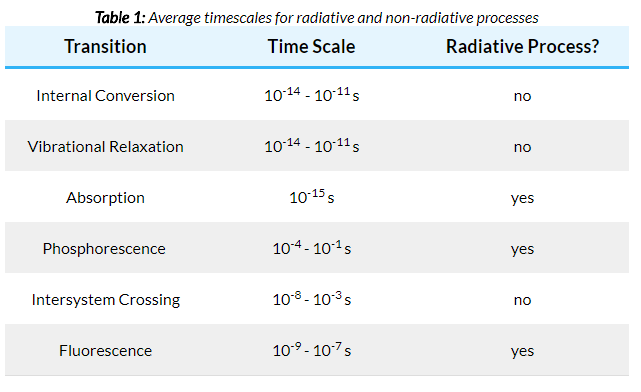 Table 1: Average timescales for radiative and non-radiative processes
Transition Time Scale Radiative Process?
Internal Conversion 10⁻¹⁴ - 10⁻¹¹ s no
Vibrational Relaxation 10⁻¹⁴ - 10⁻¹¹ s no
Absorption 10⁻¹⁵ s yes
Phosphorescence 10⁻⁴ - 10⁻¹ s yes
Intersystem Crossing 10⁻⁸ - 10⁻³ s no
Fluorescence 10⁻⁹ - 10⁻⁷ s yes